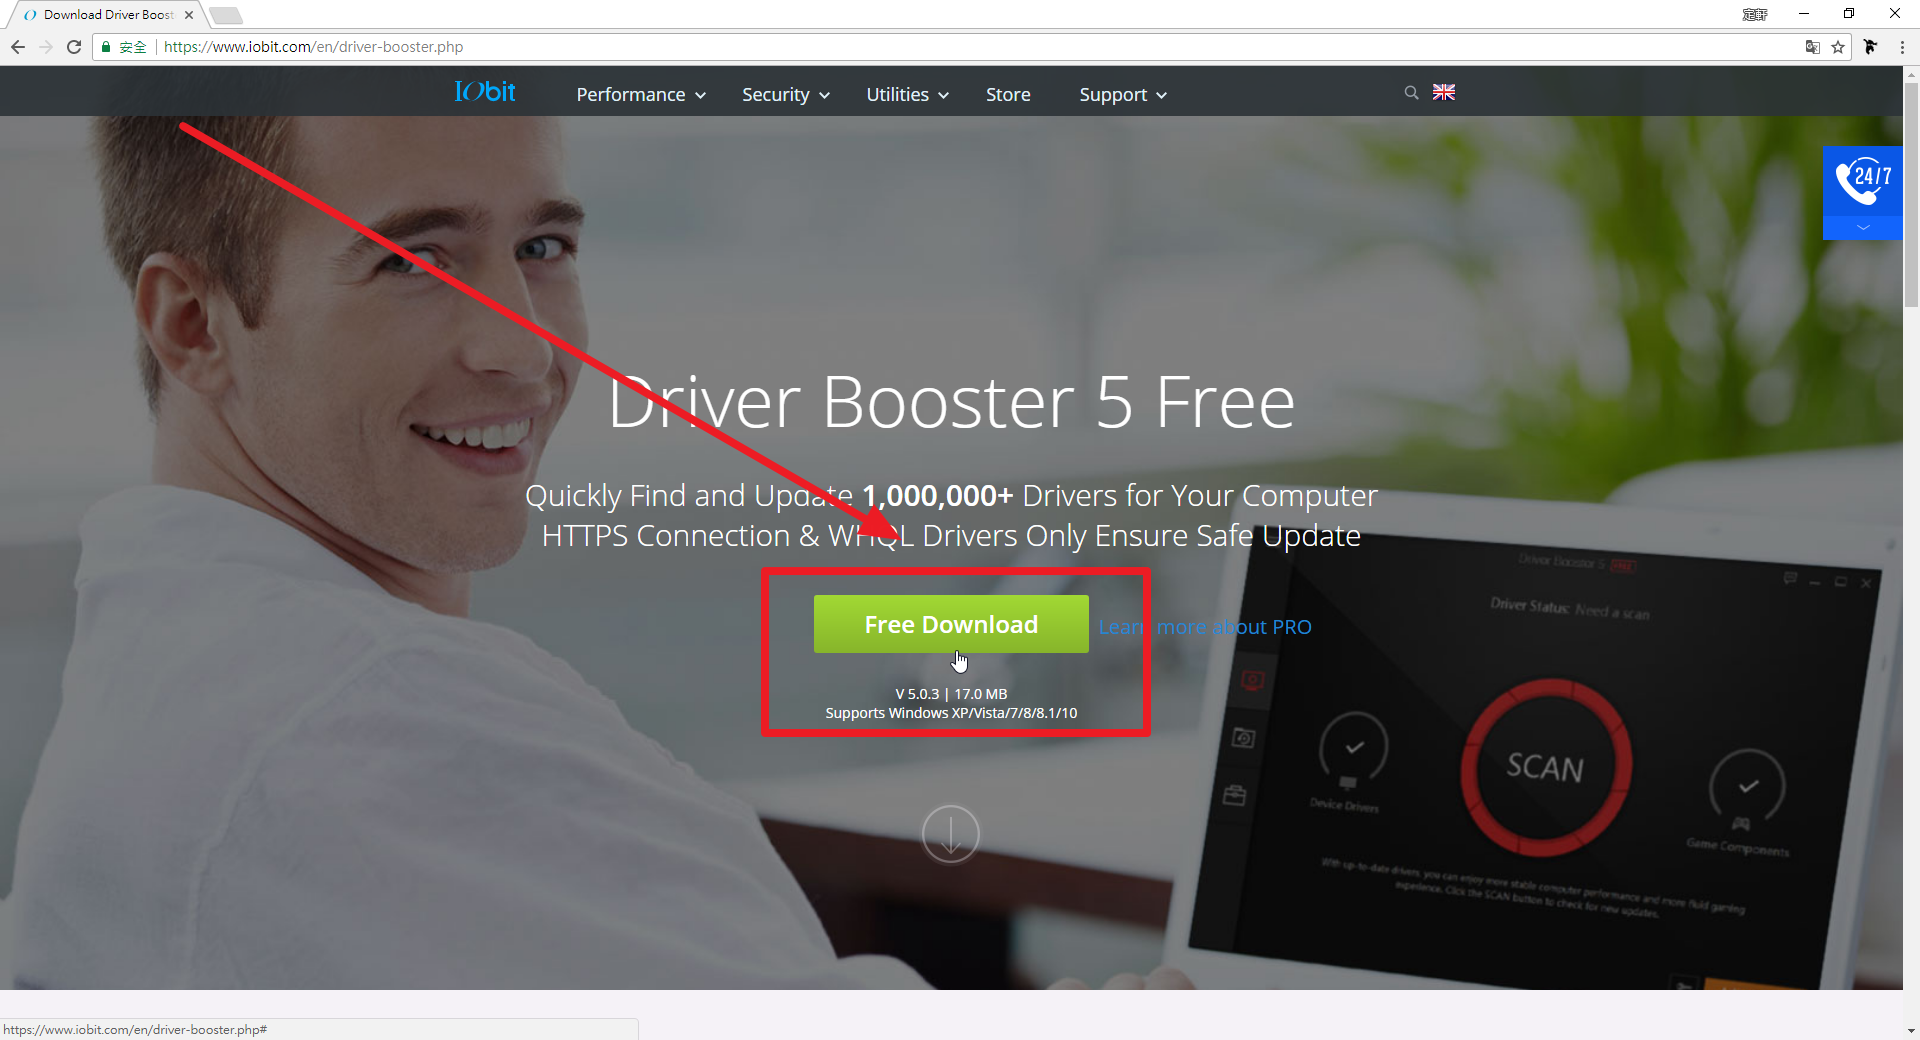 Download Driver Boost
定軒
安全
https://www.iobit.com/en/driver-booster.php
IObit
Performance
Security
Utilities
Store
Support
24/7
Driver Booster 5 Free
Quickly Find and Update 1,000,000+ Drivers for Your Computer
HTTPS Connection & WHQL Drivers Only Ensure Safe Update
Free Download
Learn more about PRO
V 5.0.3 | 17.0 MB
Supports Windows XP/Vista/7/8/8.1/10
Driver Booster 5 FREE
Driver Status: Need a scan
SCAN
Device Drivers
Game Components
With up-to-date drivers, you can enjoy more stable computer performance and more fluid gaming
experience. Click the SCAN button to check for new updates.
https://www.iobit.com/en/driver-booster.php#